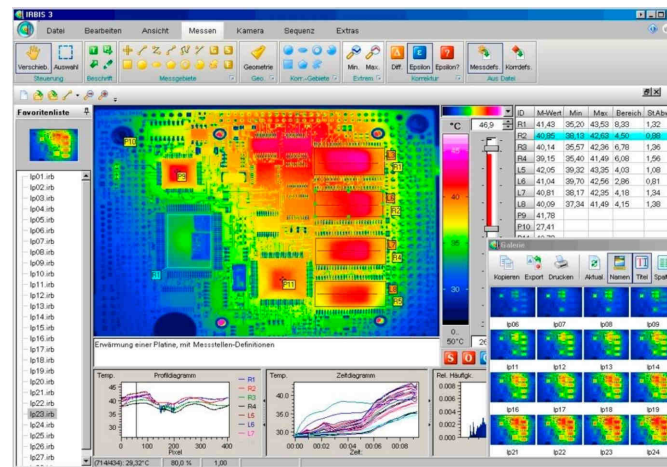 IRBIS 3
Datei Bearbeiten Ansicht Messen Kamera Sequenz Extras
Verschieb. Auswahl Geometrie Min. Max. Diff. Epsilon Epsilon? Messdefs. Korrdefs.
Steuerung Beschrift Messgebiete Geo... Korr.-Gebiete Extrem Korrektur Aus Datei
Favoritenliste
lp01.irb
lp02.irb
lp03.irb
lp04.irb
lp05.irb
lp06.irb
lp07.irb
lp08.irb
lp09.irb
lp10.irb
lp11.irb
lp12.irb
lp13.irb
lp14.irb
lp15.irb
lp16.irb
lp17.irb
lp18.irb
lp19.irb
lp20.irb
lp21.irb
lp22.irb
lp23.irb
lp24.irb
lp25.irb
lp26.irb
lp27.irb
P10
P9
R1
R4
P11
°C 46,9
45
40
35
30
0..
50°C
S
ID M-Wert Min Max Bereich
R1 41,43 35,20 43,53 8,33 1,32
R2 40,95 38,13 42,63 4,50 0,88
R3 40,14 35,57 42,36 6,78 1,36
R4 39,15 35,40 41,49 6,08 1,56
L5 42,05 39,32 43,35 4,03 1,08
L6 41,04 39,70 42,56 2,86 0,81
L7 40,81 38,17 42,35 4,18 1,34
L8 40,09 37,34 41,49 4,15 1,38
P9 41,78
P10 27,41
Galerie
Kopieren Export Drucken Aktual. Namen Titel
lp06 lp07 lp08 lp09
lp11 lp12 lp13 lp14
lp16 lp17 lp18 lp19
lp21 lp22 lp23 lp24
Erwärmung einer Platine, mit Messstellen-Definitionen
Temp. Profildiagramm
45
40
35
30
0 100 200 300 400
Pixel
R1
R2
R3
R4
L5
L6
L7
Temp. Zeitdiagramm
40.0
35.0
30.0
00:00 00:02 00:04 00:06 00:08
Zeit:
Rel. Häufigk.
0.008
0.006
0.004
0.002
0.000
(714/434): 29,32°C 80,0 % 1,00